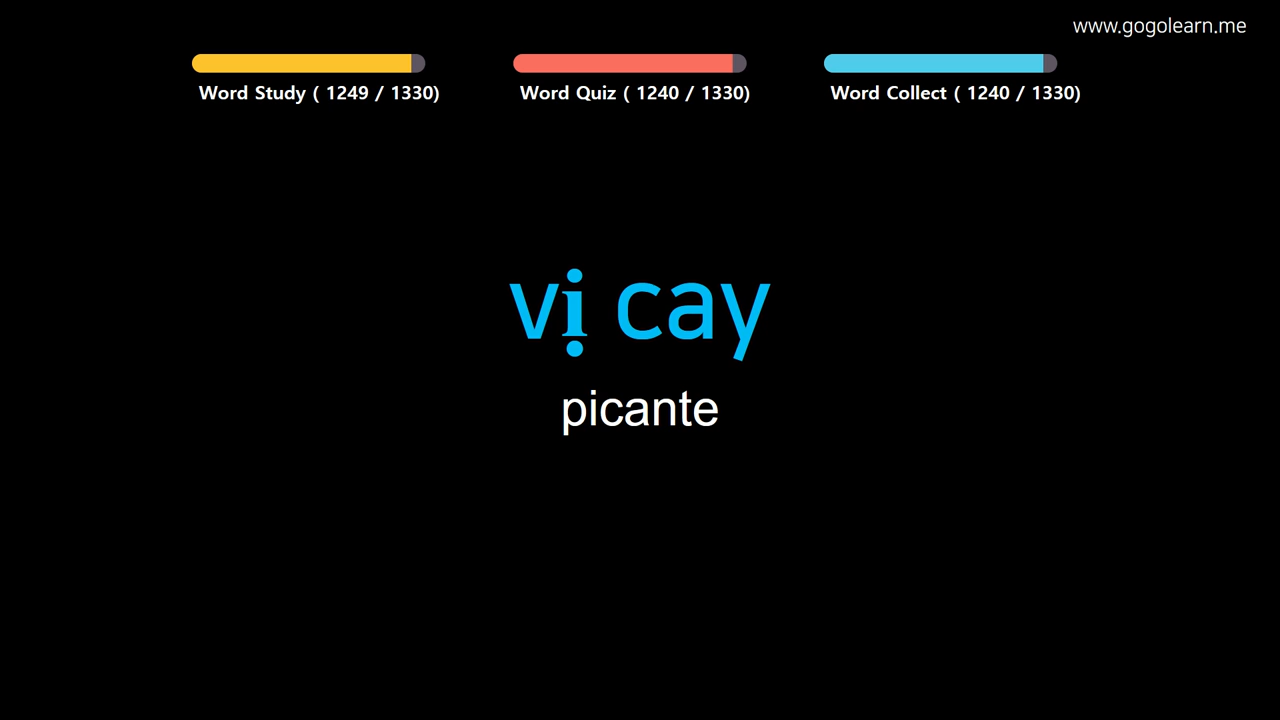 www.gogolearn.me
Word Study ( 1249 / 1330)
Word Quiz ( 1240 / 1330)
Word Collect ( 1240 / 1330)
vị cay
picante